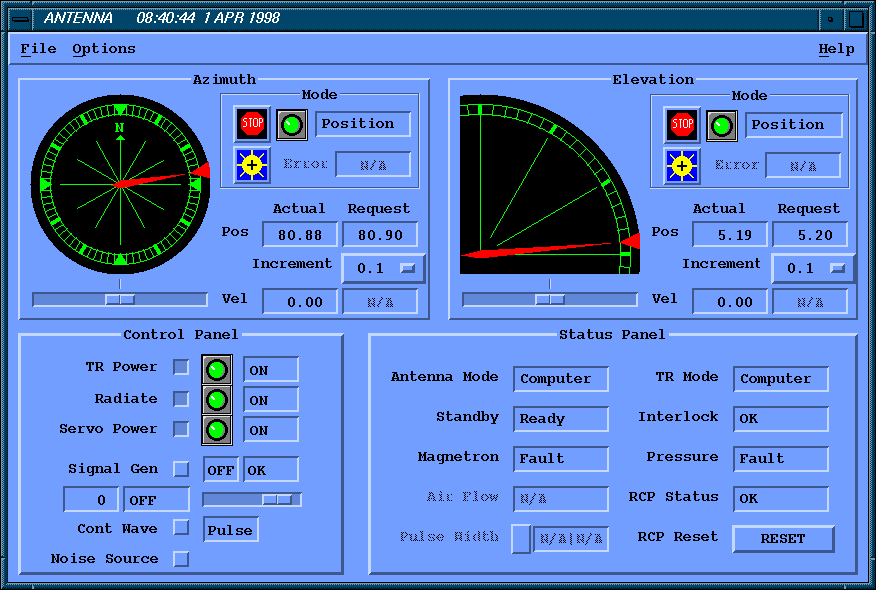 ANTENNA 08:40:44 1 APR 1998
File Options Help
Azimuth
Mode
STOP
Position
Error N/A
N
Actual Request
Pos 80.88 80.90
Increment 0.1
Vel 0.00 N/A
Elevation
Mode
STOP
Position
Error N/A
Actual Request
Pos 5.19 5.20
Increment 0.1
Vel 0.00 N/A
Control Panel
TR Power ON
Radiate ON
Servo Power ON
Signal Gen OFF OK
0 OFF
Cont Wave Pulse
Noise Source
Status Panel
Antenna Mode Computer TR Mode Computer
Standby Ready Interlock OK
Magnetron Fault Pressure Fault
Air Flow N/A RCP Status OK
Pulse Width N/A|N/A RCP Reset RESET